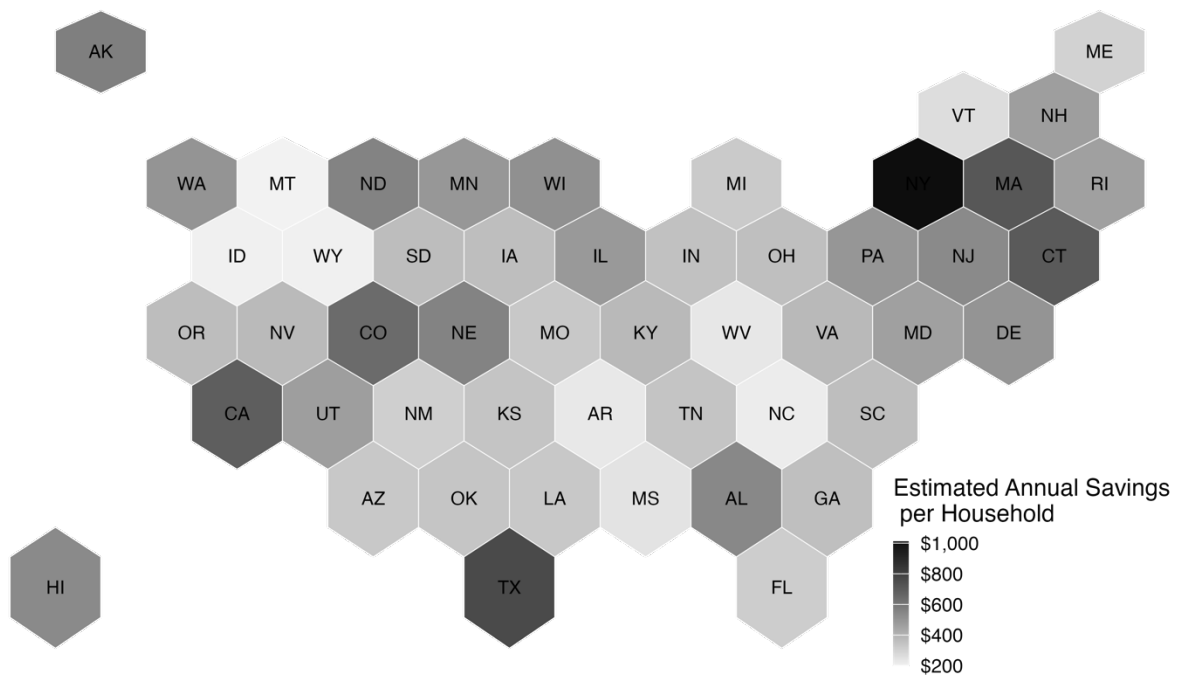 AK
ME
VT
NH
WA
MT
ND
MN
WI
MI
NY
MA
RI
ID
WY
SD
IA
IL
IN
OH
PA
NJ
CT
OR
NV
CO
NE
MO
KY
WV
VA
MD
DE
CA
UT
NM
KS
AR
TN
NC
SC
AZ
OK
LA
MS
AL
GA
HI
TX
FL
Estimated Annual Savings
per Household
$1,000
$800
$600
$400
$200